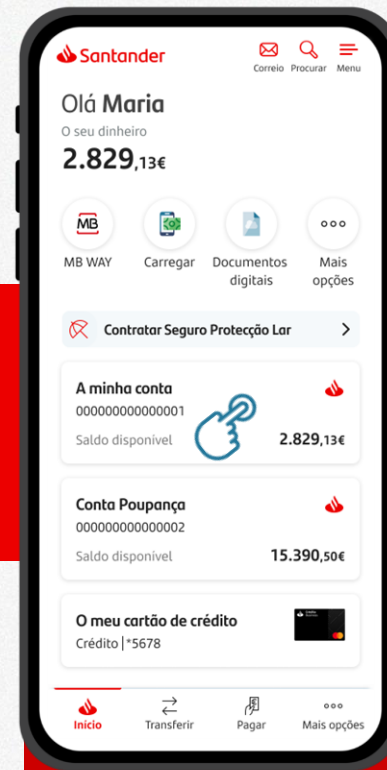 Santander
Correio Procurar Menu
Olá Maria
O seu dinheiro
2.829,13€
MB
MB WAY Carregar Documentos digitais Mais opções
Contratar Seguro Protecção Lar
A minha conta
000000000000001
Saldo disponível 2.829,13€
Conta Poupança
000000000000002
Saldo disponível 15.390,50€
O meu cartão de crédito
Crédito |*5678
Início Transferir Pagar Mais opções